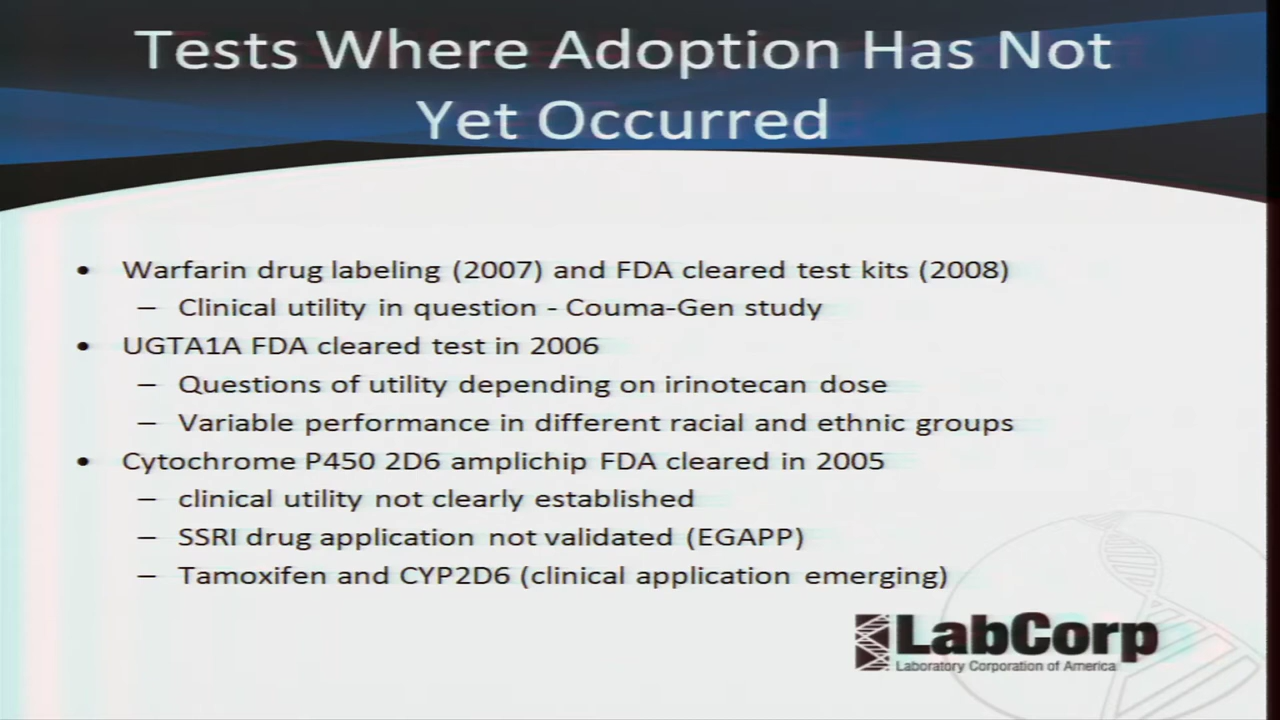 Tests Where Adoption Has Not
Yet Occurred
• Warfarin drug labeling (2007) and FDA cleared test kits (2008)
– Clinical utility in question - Couma-Gen study
• UGTA1A FDA cleared test in 2006
– Questions of utility depending on irinotecan dose
– Variable performance in different racial and ethnic groups
• Cytochrome P450 2D6 amplichip FDA cleared in 2005
– clinical utility not clearly established
– SSRI drug application not validated (EGAPP)
– Tamoxifen and CYP2D6 (clinical application emerging)
LabCorp
Laboratory Corporation of America